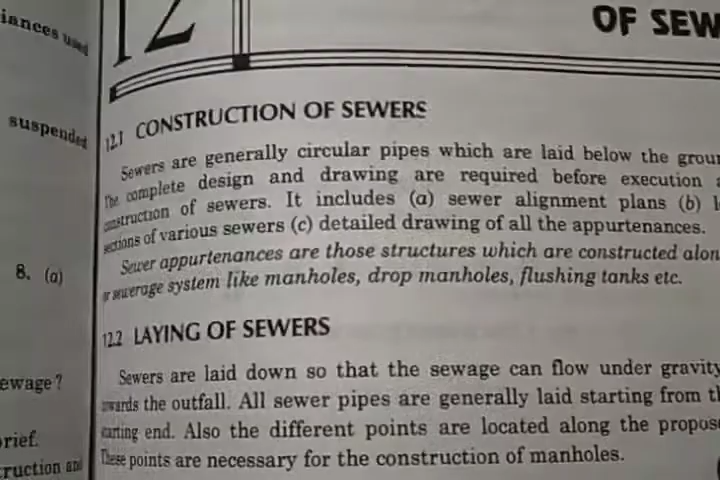 iances used
suspended
8. (a)
ewage?
rief.
ruction and
12
OF SEW
12.1 CONSTRUCTION OF SEWERS
Sewers are generally circular pipes which are laid below the groun
The complete design and drawing are required before execution
construction of sewers. It includes (a) sewer alignment plans (b) l
sections of various sewers (c) detailed drawing of all the appurtenances.
Sewer appurtenances are those structures which are constructed alon
or sewerage system like manholes, drop manholes, flushing tanks etc.
12.2 LAYING OF SEWERS
Sewers are laid down so that the sewage can flow under gravity
towards the outfall. All sewer pipes are generally laid starting from th
starting end. Also the different points are located along the propose
These points are necessary for the construction of manholes.